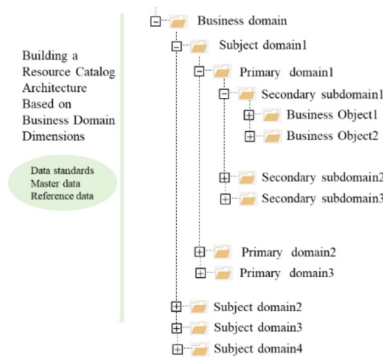 Building a
Resource Catalog
Architecture
Based on
Business Domain
Dimensions
Data standards
Master data
Reference data
Business domain
Subject domain1
Primary domain1
Secondary subdomain1
Business Object1
Business Object2
Secondary subdomain2
Secondary subdomain3
Primary domain2
Primary domain3
Subject domain2
Subject domain3
Subject domain4